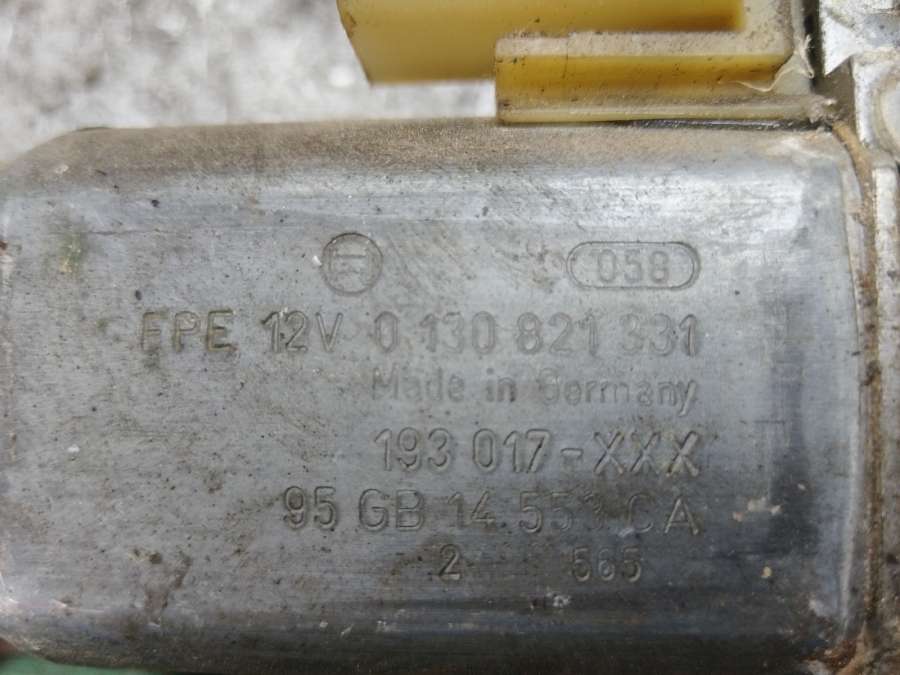 058
FPE 12V 0 130 821 331
Made in Germany
193 017-XXX
95 GB 14 553 CA
2 565